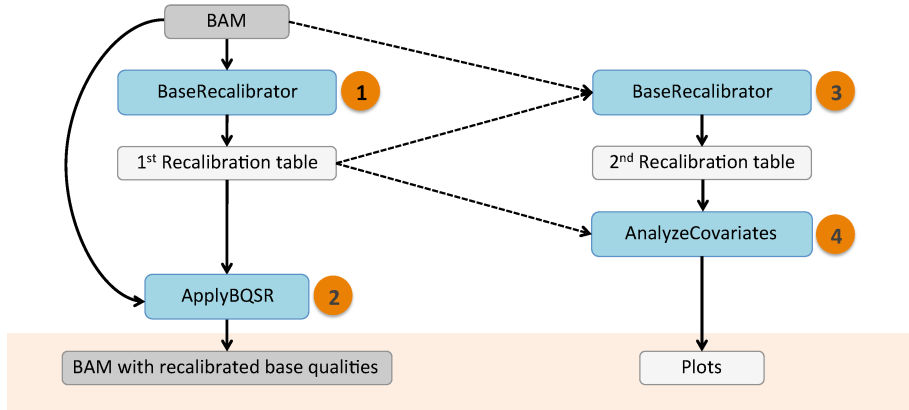 BAM
BaseRecalibrator 1
BaseRecalibrator 3
1st Recalibration table
2nd Recalibration table
AnalyzeCovariates 4
ApplyBQSR 2
BAM with recalibrated base qualities
Plots